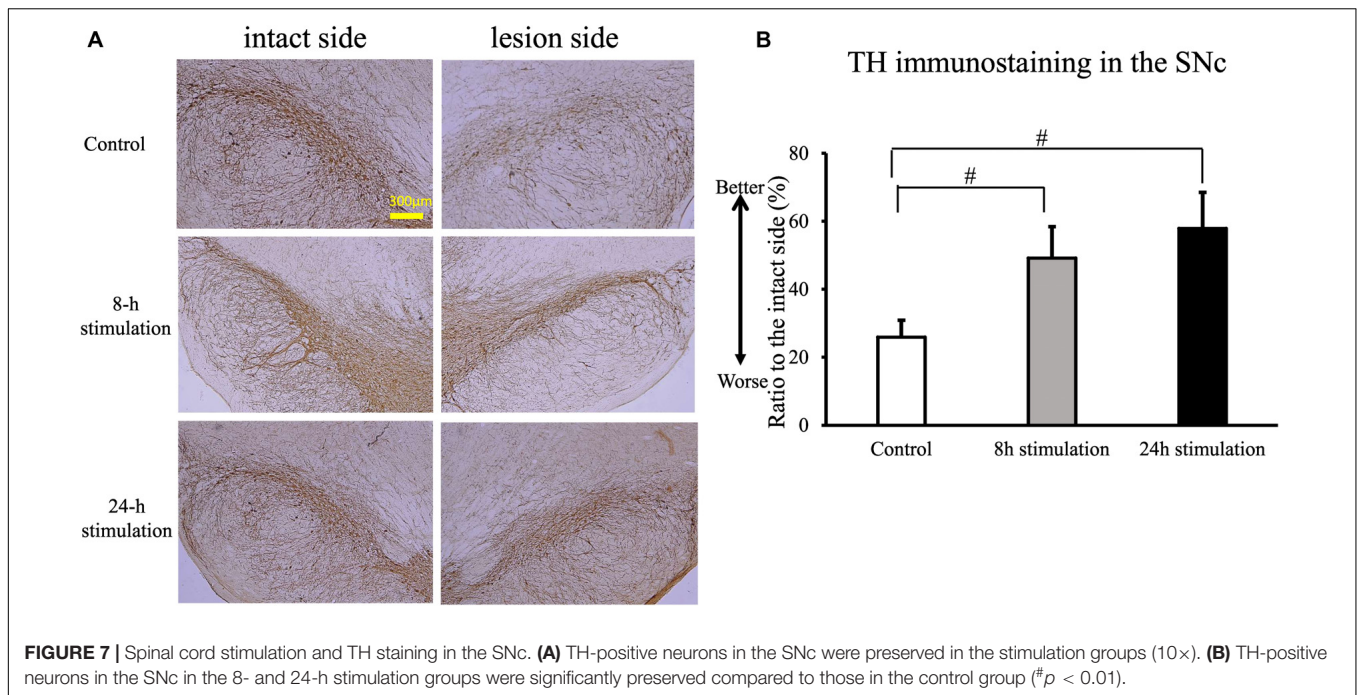 A
intact side
lesion side
Control
300μm
8-h
stimulation
24-h
stimulation
B
TH immunostaining in the SNc
#
#
Better
Worse
Ratio to the intact side (%)
80
60
40
20
0
Control
8h stimulation
24h stimulation
FIGURE 7 | Spinal cord stimulation and TH staining in the SNc. (A) TH-positive neurons in the SNc were preserved in the stimulation groups (10×). (B) TH-positive
neurons in the SNc in the 8- and 24-h stimulation groups were significantly preserved compared to those in the control group (#p < 0.01).